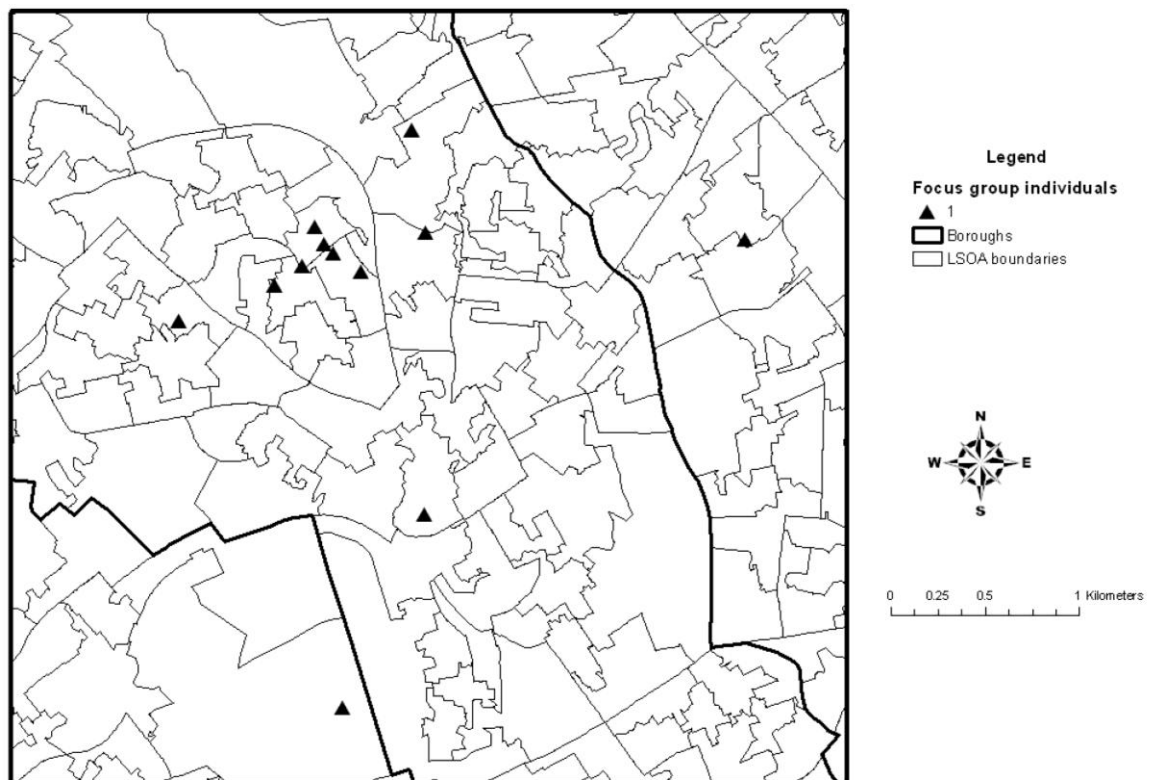 Legend
Focus group individuals
1
Boroughs
LSOA boundaries
N
W E
S
0 0.25 0.5 1 Kilometers